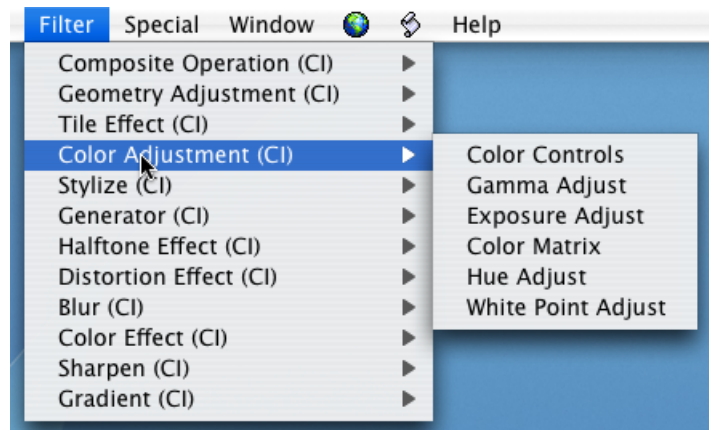 Filter Special Window Help
Composite Operation (CI)
Geometry Adjustment (CI)
Tile Effect (CI)
Color Adjustment (CI)
Stylize (CI)
Generator (CI)
Halftone Effect (CI)
Distortion Effect (CI)
Blur (CI)
Color Effect (CI)
Sharpen (CI)
Gradient (CI)
Color Controls
Gamma Adjust
Exposure Adjust
Color Matrix
Hue Adjust
White Point Adjust